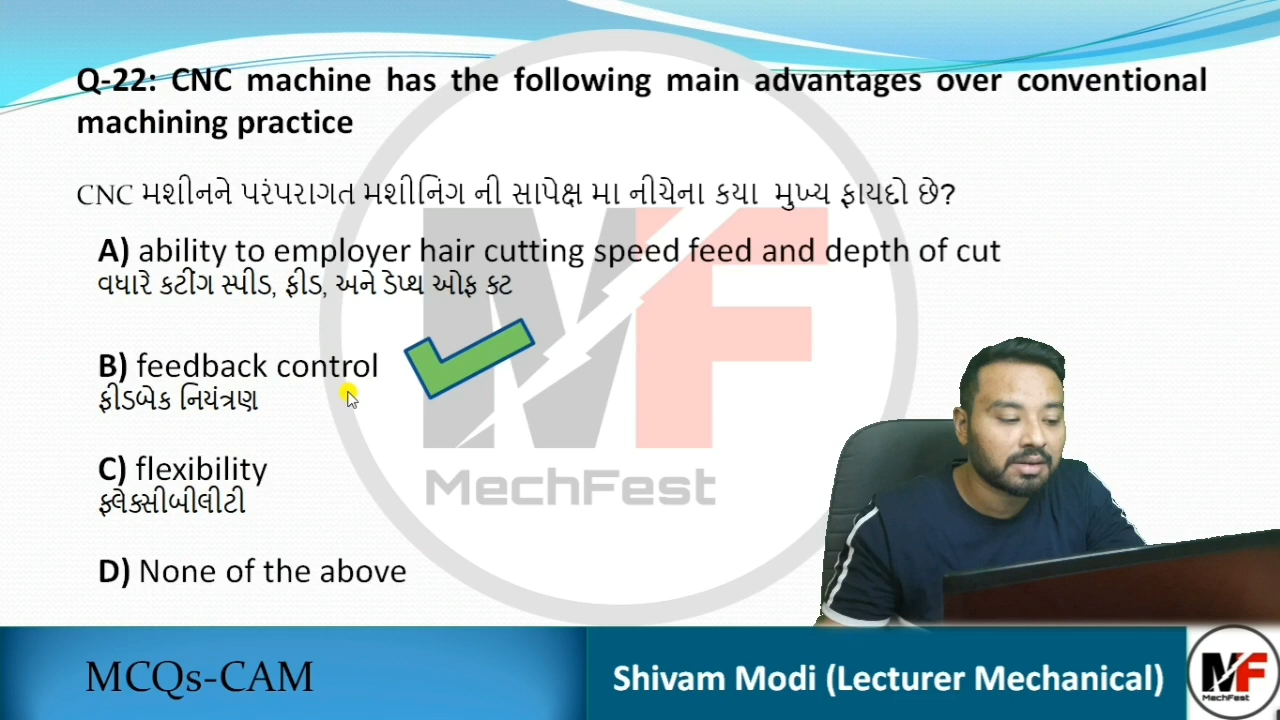 Q-22: CNC machine has the following main advantages over conventional
machining practice
CNC મશીનને પરંપરાગત મશીનિંગ ની સાપેક્ષ મા નીચેના કયા મુખ્ય ફાયદો છે?
A) ability to employer hair cutting speed feed and depth of cut
વધારે કટીંગ સ્પીડ, ફીડ, અને ડેપ્થ ઓફ કટ
B) feedback control
ફીડબેક નિયંત્રણ
C) flexibility
ફ્લેક્સીબીલીટી
D) None of the above
MF
MechFest
MCQs-CAM
Shivam Modi (Lecturer Mechanical)
MF
MechFest